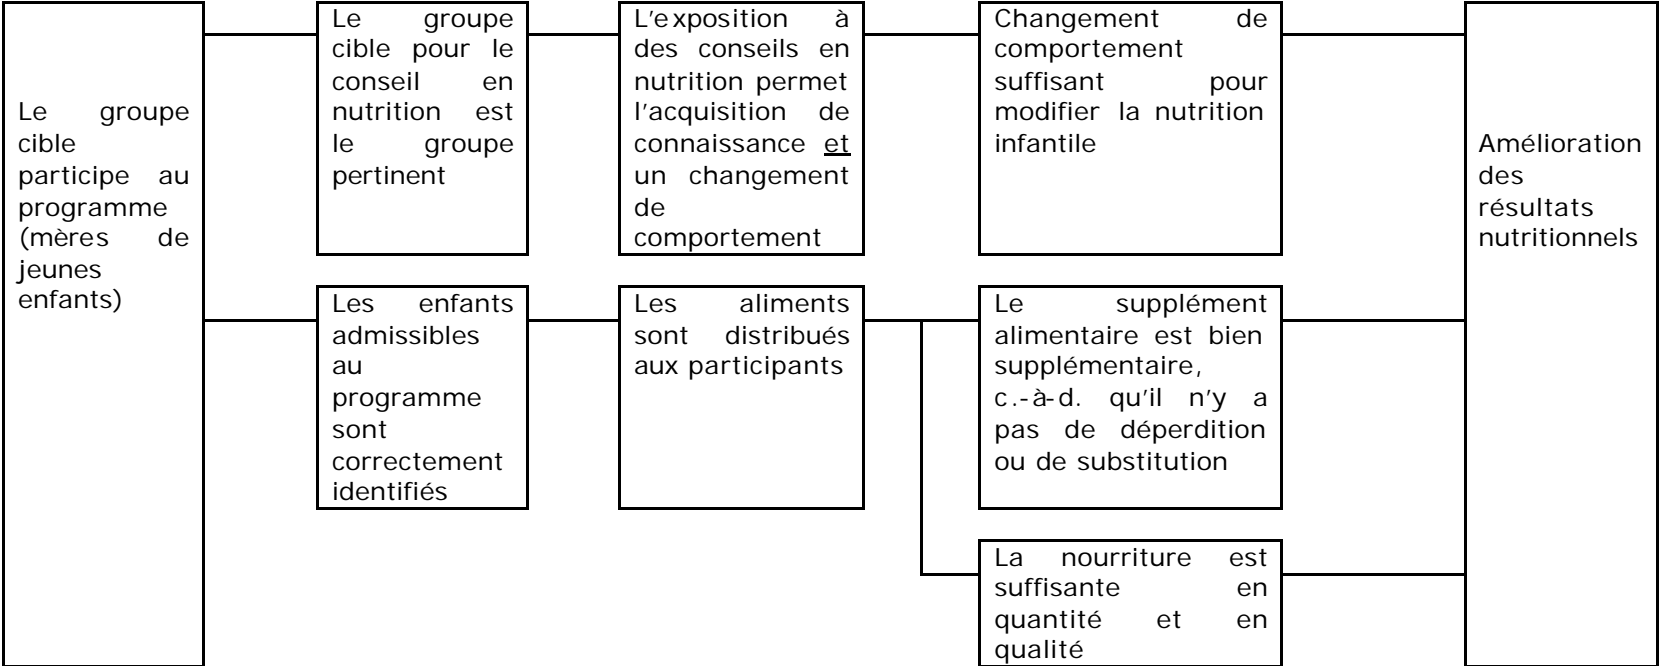 Le groupe
cible
participe au
programme
(mères de
jeunes
enfants)
Le groupe
cible pour le
conseil en
nutrition est
le groupe
pertinent
L'exposition à
des conseils en
nutrition permet
l'acquisition de
connaissance et
un changement
de
comportement
Changement de
comportement
suffisant pour
modifier la nutrition
infantile
Les enfants
admissibles
au
programme
sont
correctement
identifiés
Les aliments
sont distribués
aux participants
Le supplément
alimentaire est bien
supplémentaire,
c.-à-d. qu'il n'y a
pas de déperdition
ou de substitution
La nourriture est
suffisante en
quantité et en
qualité
Amélioration
des
résultats
nutritionnels